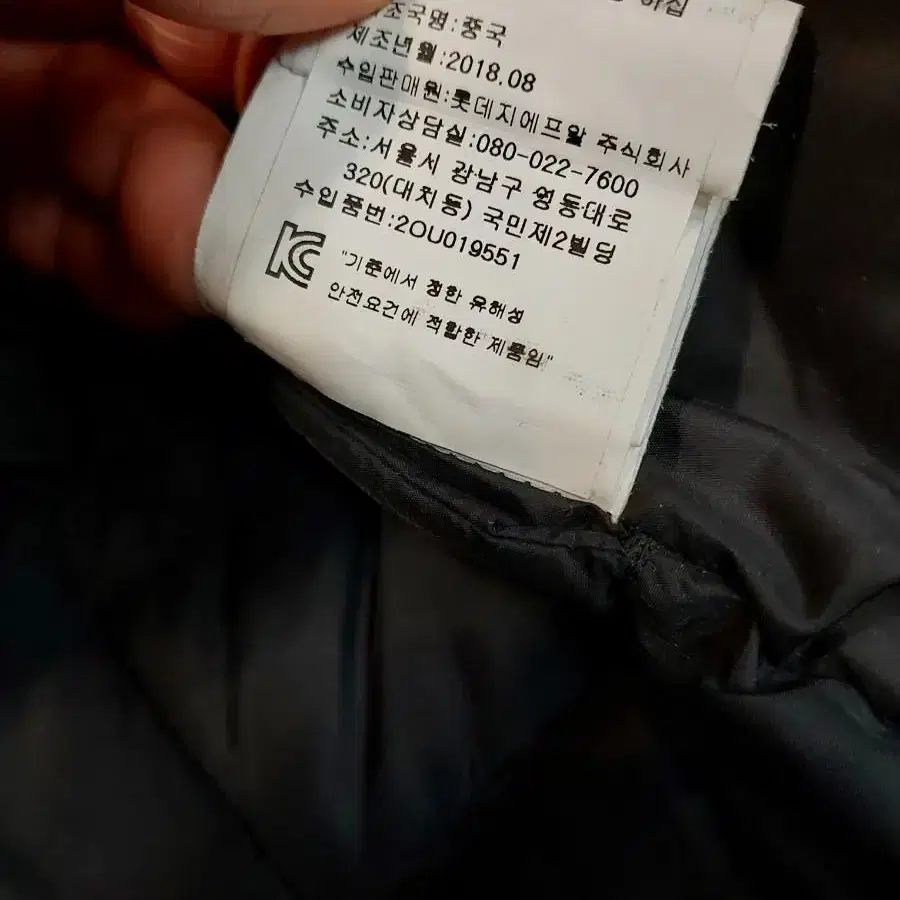 하십
제조국명:중국
제조년월:2018.08
수입판매원:롯데지에프알 주식회사
소비자상담실:080-022-7600
주소:서울서 강남구 영동대로
320(대치동) 국민제2빌딩
수입품번:2OU019551
KC
"기준에서 정한 유해성
안전요건에 적합한 제품임"